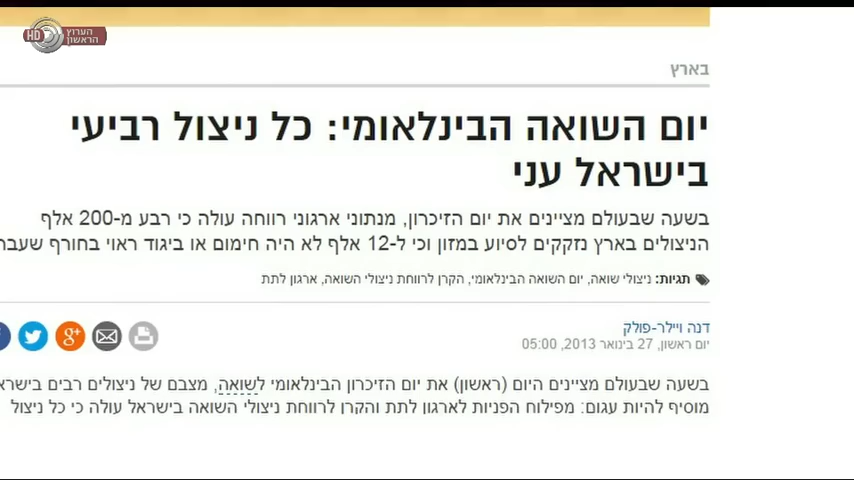 הערוץ
הראשון
HD
בארץ
יום השואה הבינלאומי: כל ניצול רביעי
בישראל עני
בשעה שבעולם מציינים את יום הזיכרון, מנתוני ארגוני רווחה עולה כי רבע מ-200 אלף
הניצולים בארץ נזקקים לסיוע במזון וכי ל-12 אלף לא היה חימום או ביגוד ראוי בחורף שעבר
תגיות: ניצולי שואה, יום השואה הבינלאומי, הקרן לרווחת ניצולי השואה, ארגון לתת
דנה ויילר-פולק
יום ראשון, 27 בינואר 2013, 05:00
בשעה שבעולם מציינים היום (ראשון) את יום הזיכרון הבינלאומי לשואה, מצבם של ניצולים רבים
מוסיף להיות עגום: מפילוח הפניות לארגון לתת והקרן לרווחת ניצולי השואה בישראל עולה כי כל ניצול